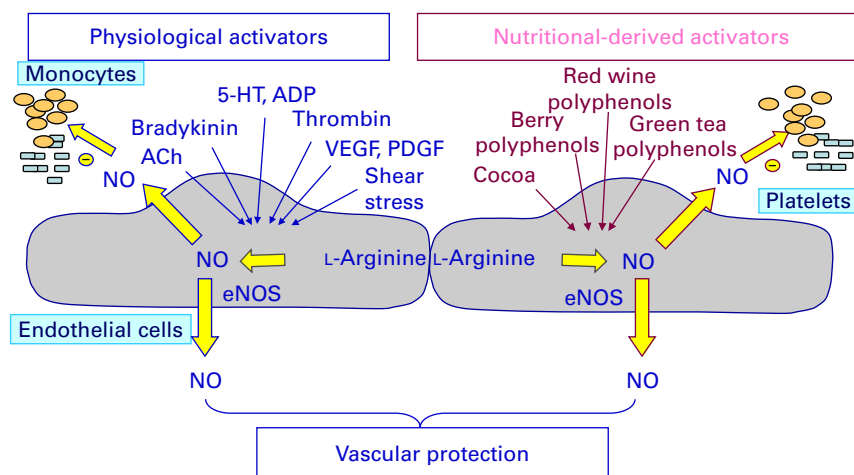 Physiological activators
Nutritional-derived activators
Monocytes
5-HT, ADP
Bradykinin
Thrombin
ACh
VEGF, PDGF
Shear
stress
Red wine
polyphenols
Berry
polyphenols
Green tea
polyphenols
Cocoa
NO
NO
Platelets
NO
L-Arginine
L-Arginine
NO
eNOS
eNOS
Endothelial cells
NO
NO
Vascular protection